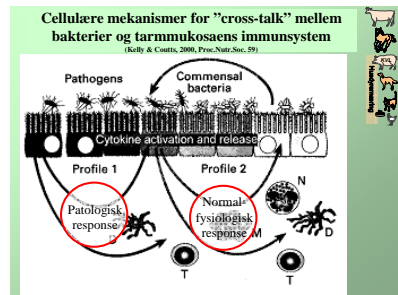 Cellulære mekanismer for ”cross-talk” mellem
bakterier og tarmmukosaens immunsystem
(Kelly & Coutts, 2000, Proc.Nutr.Soc. 59)
KVL
Husdyrernæring
Pathogens
Commensal
bacteria
Cytokine activation and release
Profile 1
Profile 2
Patologisk
response
Normal-
fysiologisk
response
N
M
D
T
T